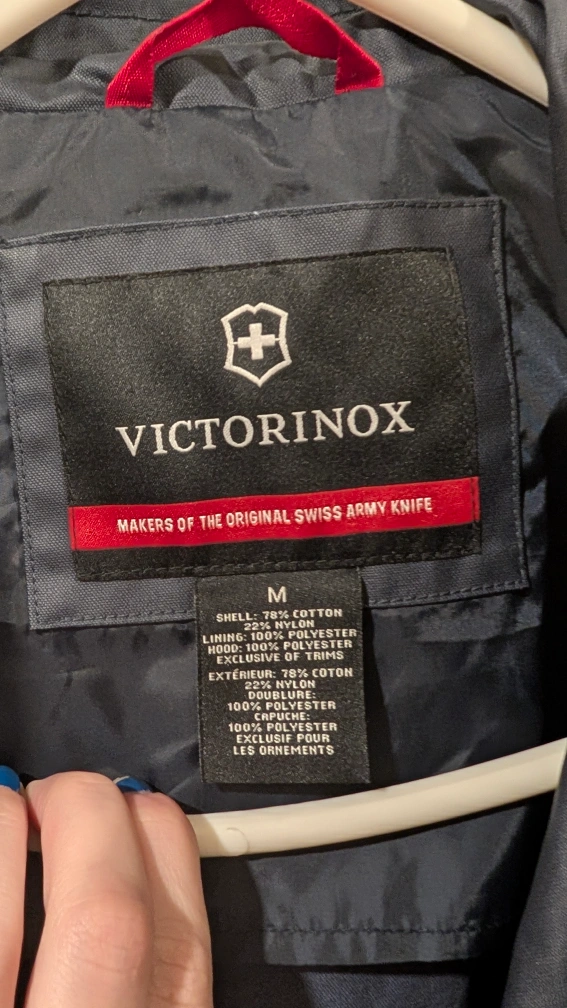 VICTORINOX
MAKERS OF THE ORIGINAL SWISS ARMY KNIFE
M
SHELL: 78% COTTON
22% NYLON
LINING: 100% POLYESTER
HOOD: 100% POLYESTER
EXCLUSIVE OF TRIMS
EXTÉRIEUR: 78% COTON
22% NYLON
DOUBLURE:
100% POLYESTER
CAPUCHE:
100% POLYESTER
EXCLUSIF POUR
LES ORNEMENTS